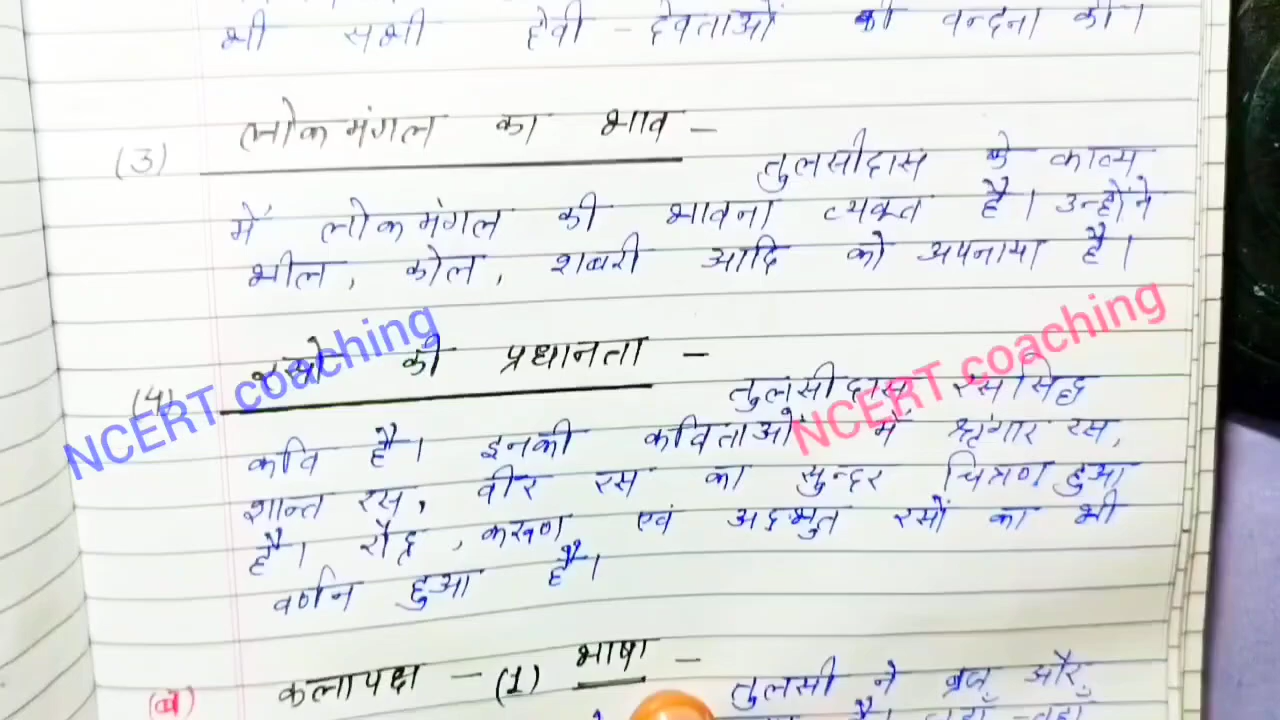 भी सभी देवी - देवताओं की वन्दना की।
(3) लोकमंगल का भाव -
तुलसीदास के काव्य
में लोकमंगल की भावना व्यक्त है। उन्होंने
भील, कोल, शबरी आदि को अपनाया है।
(4) की प्रधानता -
तुलसीदास रससिद्ध
कवि है। इनकी कविताओं में श्रृंगार रस,
शान्त रस, वीर रस का सुन्दर चित्रण हुआ
है। रौद्र, करुण एवं अद्भुत रसों का भी
वर्णन हुआ है।
कलापक्ष - (1) भाषा -
तुलसी ने ब्रज और
NCERT coaching
NCERT coaching